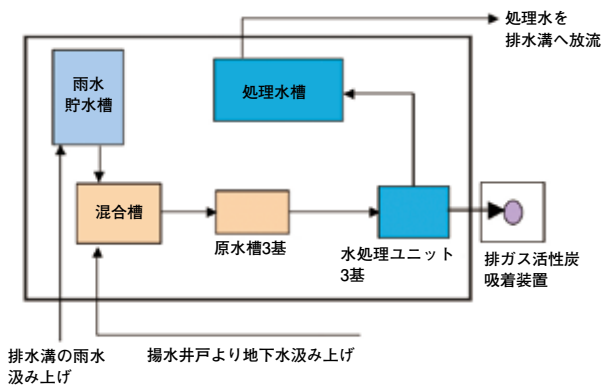 処理水を
排水溝へ放流
雨水
貯水槽
処理水槽
混合槽
原水槽3基
水処理ユニット
3基
排ガス活性炭
吸着装置
排水溝の雨水
汲み上げ
揚水井戸より地下水汲み上げ